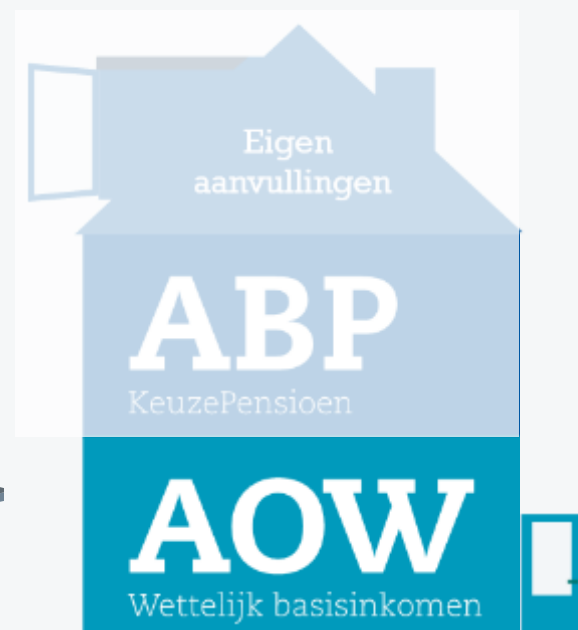 Eigen
aanvullingen
ABP
KeuzePensioen
AOW
Wettelijk basisinkomen